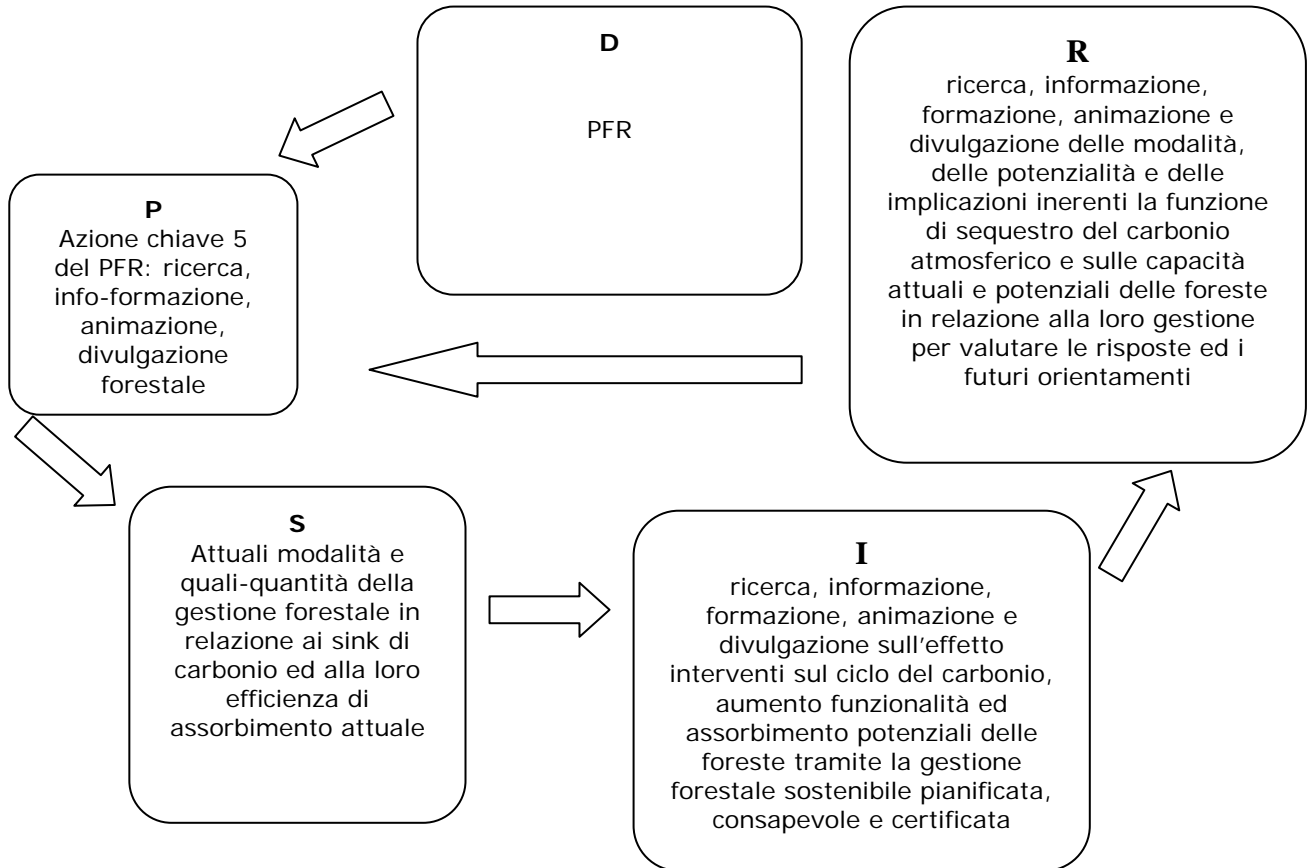 D
PFR
R
ricerca, informazione,
formazione, animazione e
divulgazione delle modalità,
delle potenzialità e delle
implicazioni inerenti la funzione
di sequestro del carbonio
atmosferico e sulle capacità
attuali e potenziali delle foreste
in relazione alla loro gestione
per valutare le risposte ed i
futuri orientamenti
P
Azione chiave 5
del PFR: ricerca,
info-formazione,
animazione,
divulgazione
forestale
S
Attuali modalità e
quali-quantità della
gestione forestale in
relazione ai sink di
carbonio ed alla loro
efficienza di
assorbimento attuale
I
ricerca, informazione,
formazione, animazione e
divulgazione sull'effetto
interventi sul ciclo del carbonio,
aumento funzionalità ed
assorbimento potenziali delle
foreste tramite la gestione
forestale sostenibile pianificata,
consapevole e certificata